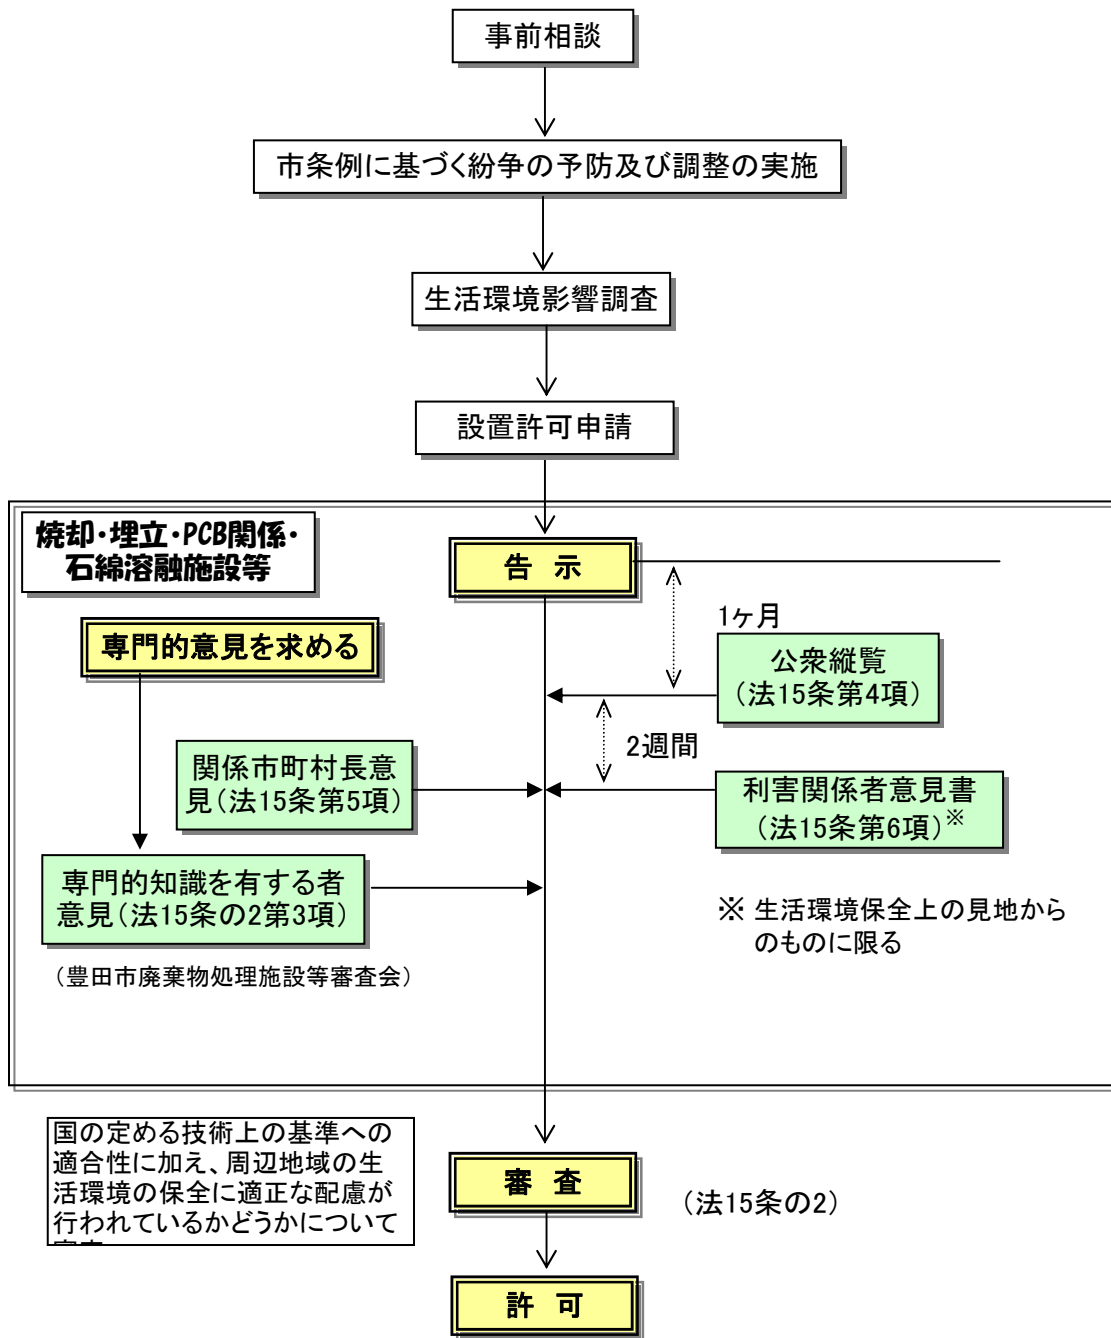 事前相談
市条例に基づく紛争の予防及び調整の実施
生活環境影響調査
設置許可申請
焼却・埋立・PCB関係・
石綿溶融施設等
告 示
1ヶ月
専門的意見を求める
公衆縦覧
(法15条第4項)
2週間
関係市町村長意
見(法15条第5項)
利害関係者意見書
(法15条第6項)※
専門的知識を有する者
意見(法15条の2第3項)
※ 生活環境保全上の見地から
のものに限る
(豊田市廃棄物処理施設等審査会)
国の定める技術上の基準への
適合性に加え、周辺地域の生
活環境の保全に適正な配慮が
行われているかどうかについて
審 査
(法15条の2)
許 可